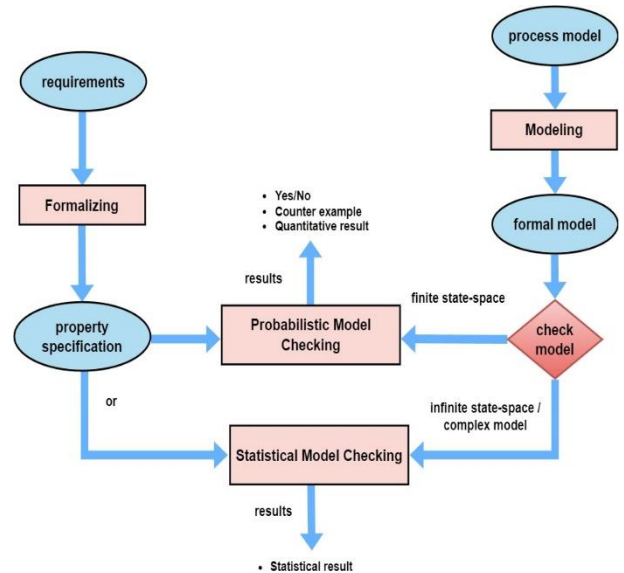 process model
requirements
Modeling
Formalizing
• Yes/No
• Counter example
• Quantitative result
formal model
results
finite state-space
property
specification
Probabilistic Model
Checking
check
model
or
infinite state-space /
complex model
Statistical Model Checking
results
• Statistical result